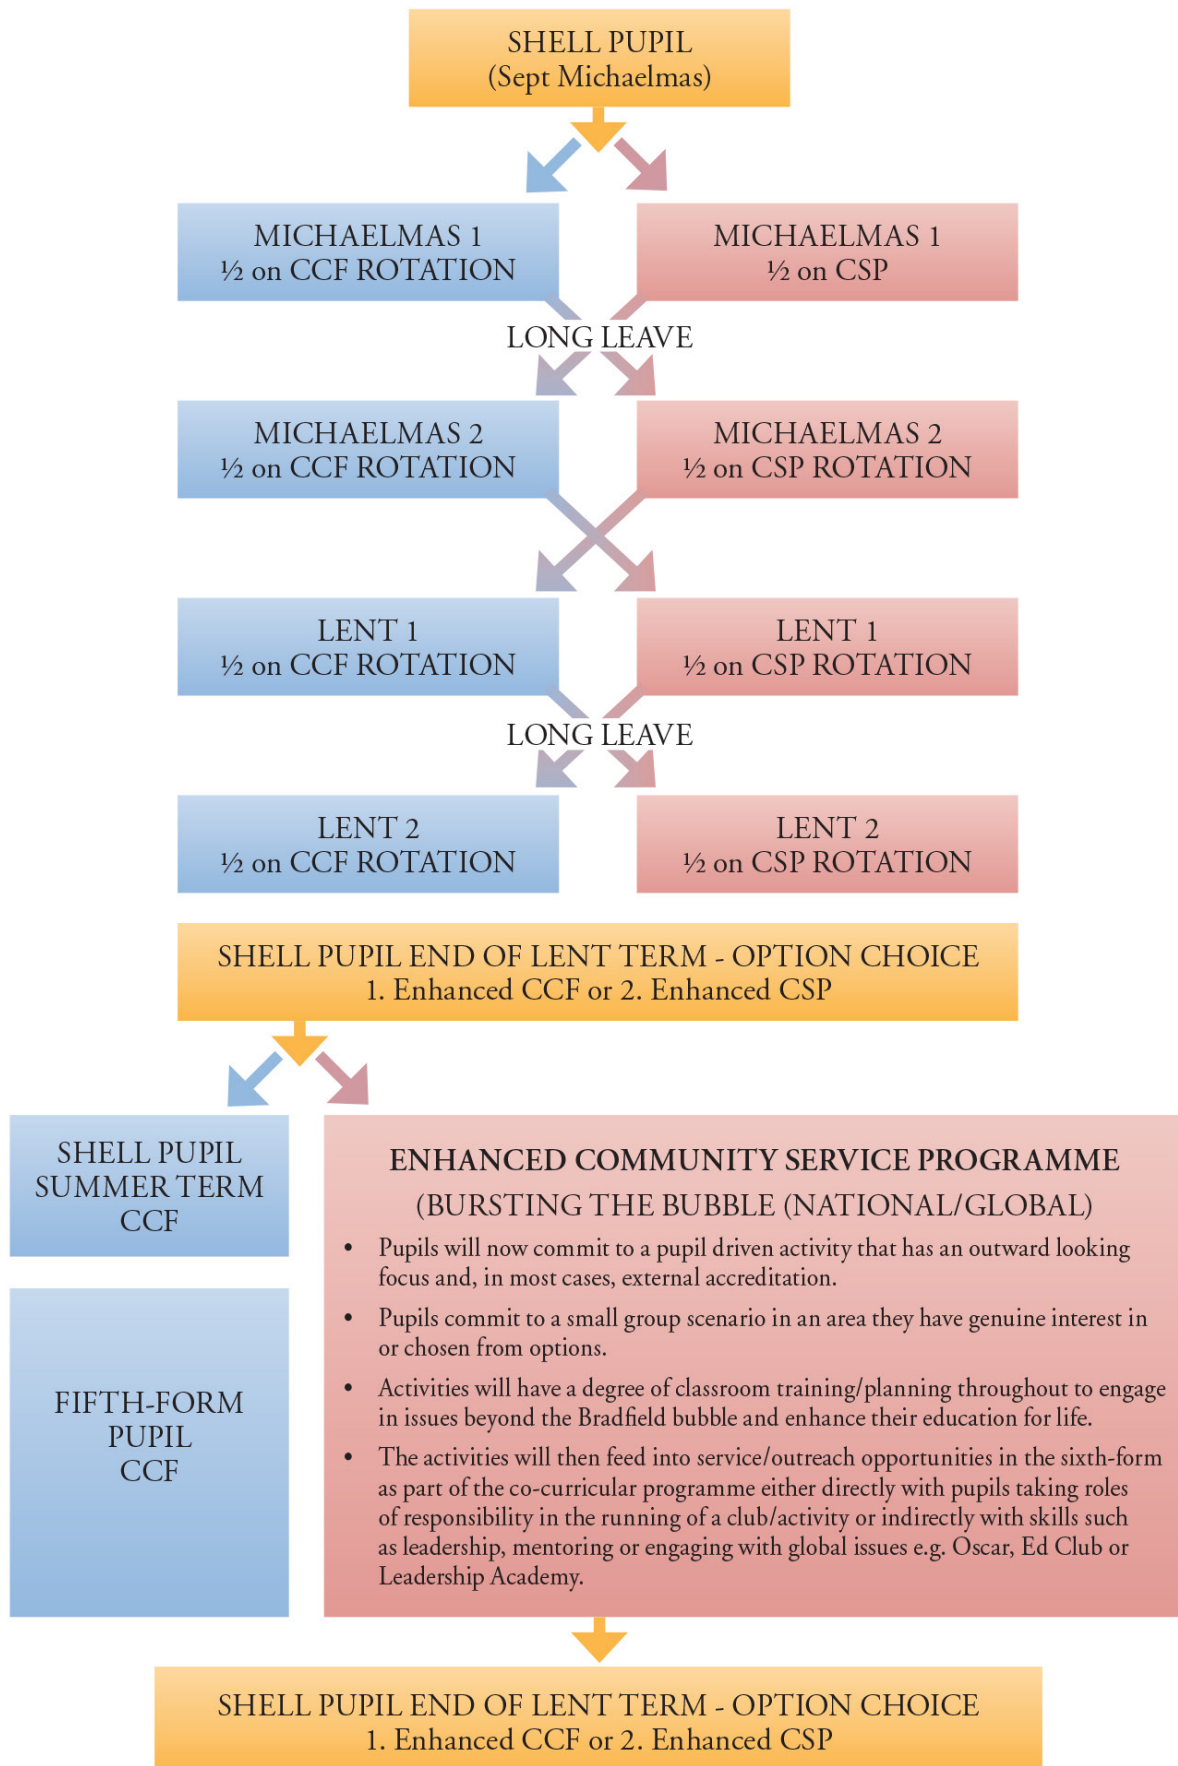 SHELL PUPIL
(Sept Michaelmas)
MICHAELMAS 1
½ on CCF ROTATION
MICHAELMAS 1
½ on CSP
LONG LEAVE
MICHAELMAS 2
½ on CCF ROTATION
MICHAELMAS 2
½ on CSP ROTATION
LENT 1
½ on CCF ROTATION
LENT 1
½ on CSP ROTATION
LONG LEAVE
LENT 2
½ on CCF ROTATION
LENT 2
½ on CSP ROTATION
SHELL PUPIL END OF LENT TERM - OPTION CHOICE
1. Enhanced CCF or 2. Enhanced CSP
SHELL PUPIL
SUMMER TERM
CCF
FIFTH-FORM
PUPIL
CCF
ENHANCED COMMUNITY SERVICE PROGRAMME
(BURSTING THE BUBBLE (NATIONAL/GLOBAL)
• Pupils will now commit to a pupil driven activity that has an outward looking
focus and, in most cases, external accreditation.
• Pupils commit to a small group scenario in an area they have genuine interest in
or chosen from options.
• Activities will have a degree of classroom training/planning throughout to engage
in issues beyond the Bradfield bubble and enhance their education for life.
• The activities will then feed into service/outreach opportunities in the sixth-form
as part of the co-curricular programme either directly with pupils taking roles
of responsibility in the running of a club/activity or indirectly with skills such
as leadership, mentoring or engaging with global issues e.g. Oscar, Ed Club or
Leadership Academy.
SHELL PUPIL END OF LENT TERM - OPTION CHOICE
1. Enhanced CCF or 2. Enhanced CSP